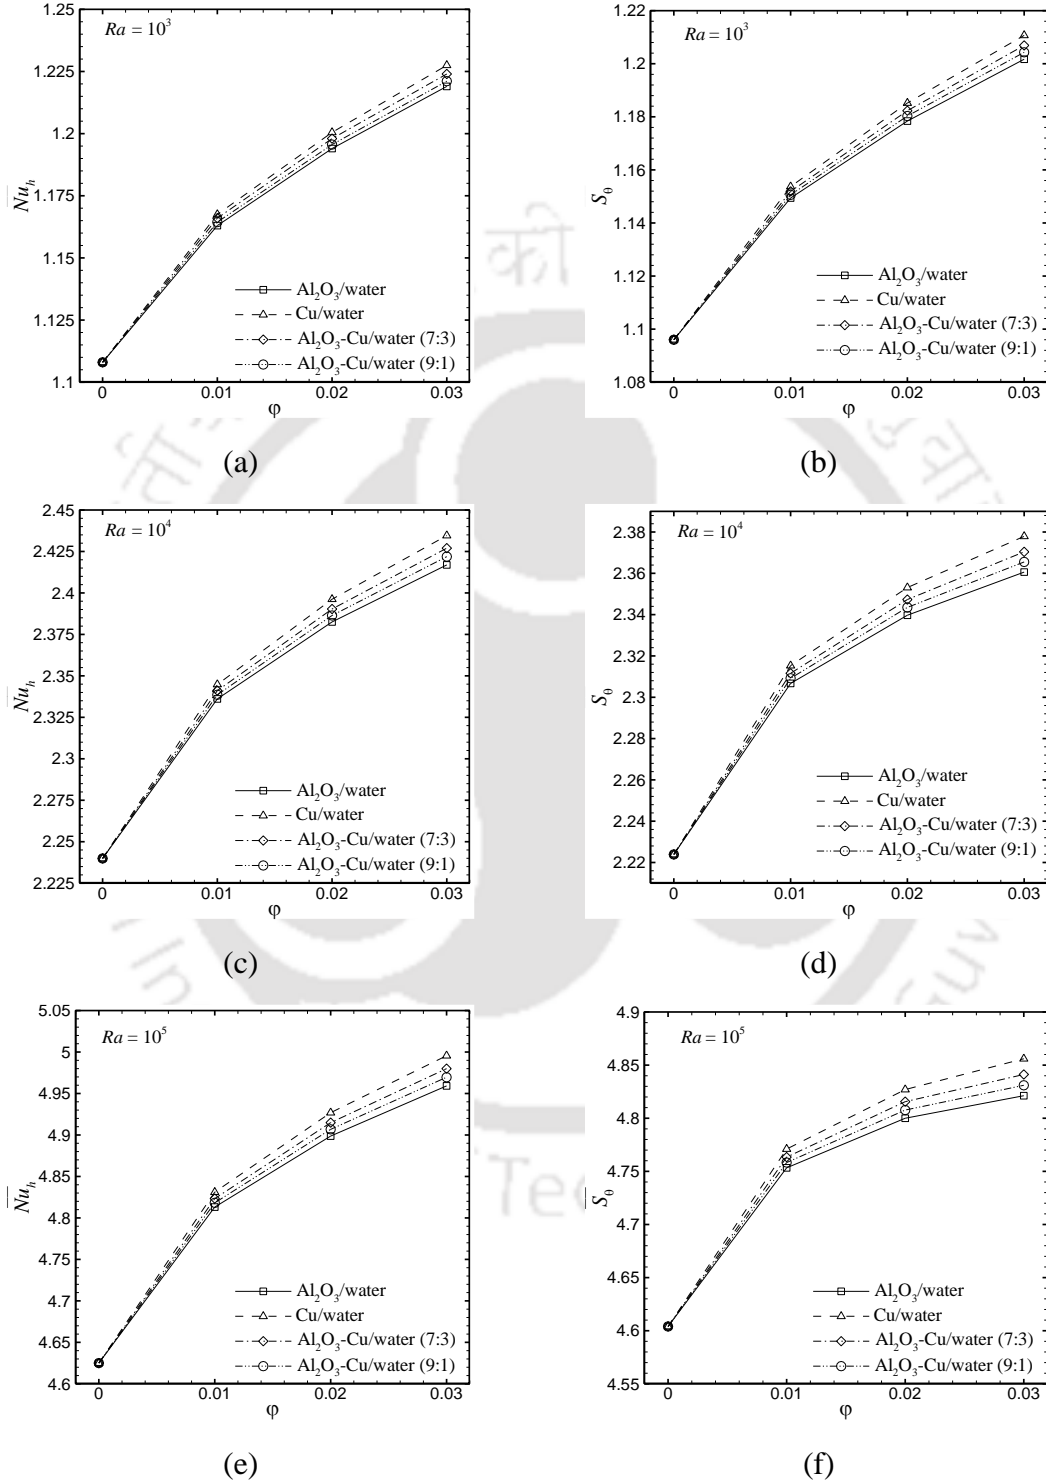 Ra = 10³
1.25
1.225
1.2
1.175
1.15
1.125
1.1
Nu_h
0 0.01 0.02 0.03
φ
Al₂O₃/water
Cu/water
Al₂O₃-Cu/water (7:3)
Al₂O₃-Cu/water (9:1)
(a)
Ra = 10³
1.22
1.2
1.18
1.16
1.14
1.12
1.1
1.08
S_θ
0 0.01 0.02 0.03
φ
Al₂O₃/water
Cu/water
Al₂O₃-Cu/water (7:3)
Al₂O₃-Cu/water (9:1)
(b)
की
Ra = 10⁴
2.45
2.425
2.4
2.375
2.35
2.325
2.3
2.275
2.25
2.225
Nu_h
0 0.01 0.02 0.03
φ
Al₂O₃/water
Cu/water
Al₂O₃-Cu/water (7:3)
Al₂O₃-Cu/water (9:1)
(c)
Ra = 10⁴
2.38
2.36
2.34
2.32
2.3
2.28
2.26
2.24
2.22
S_θ
0 0.01 0.02 0.03
φ
Al₂O₃/water
Cu/water
Al₂O₃-Cu/water (7:3)
Al₂O₃-Cu/water (9:1)
(d)
Ra = 10⁵
5.05
5
4.95
4.9
4.85
4.8
4.75
4.7
4.65
4.6
Nu_h
0 0.01 0.02 0.03
φ
Al₂O₃/water
Cu/water
Al₂O₃-Cu/water (7:3)
Al₂O₃-Cu/water (9:1)
(e)
Ra = 10⁵
4.9
4.85
4.8
4.75
4.7
4.65
4.6
4.55
S_θ
0 0.01 0.02 0.03
φ
Al₂O₃/water
Cu/water
Al₂O₃-Cu/water (7:3)
Al₂O₃-Cu/water (9:1)
(f)